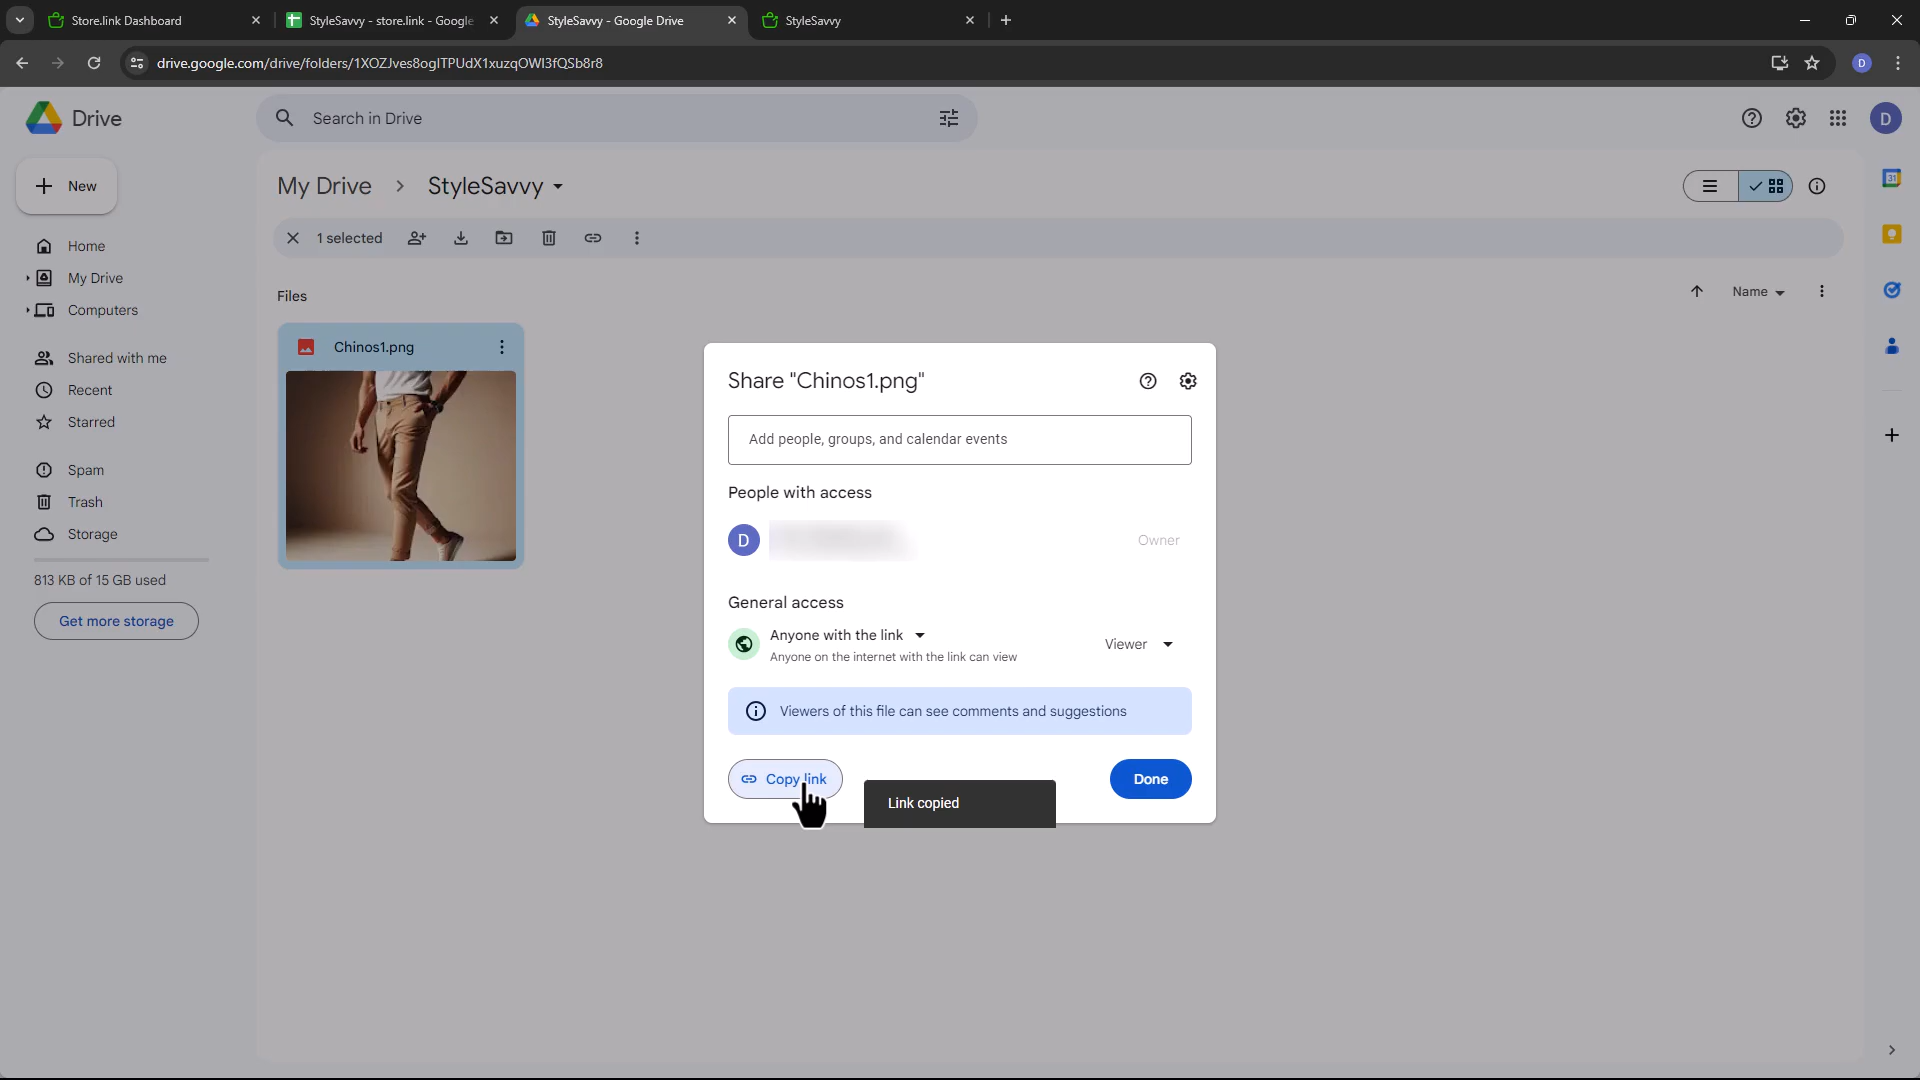 Store.link Dashboard
StyleSavvy - store.link - Google
StyleSavvy - Google Drive
StyleSavvy
drive.google.com/drive/folders/1XOZJves8oglTPUdX1xuzqOWl3fQSb8r8
D
Drive
Search in Drive
D
New
My Drive
StyleSavvy
31
1 selected
Home
My Drive
Computers
Files
Name
Shared with me
Recent
Starred
Spam
Trash
Storage
813 KB of 15 GB used
Get more storage
Chinos1.png
Share "Chinos1.png"
Add people, groups, and calendar events
People with access
D
Owner
General access
Anyone with the link
Anyone on the internet with the link can view
Viewer
Viewers of this file can see comments and suggestions
Copy link
Done
Link copied